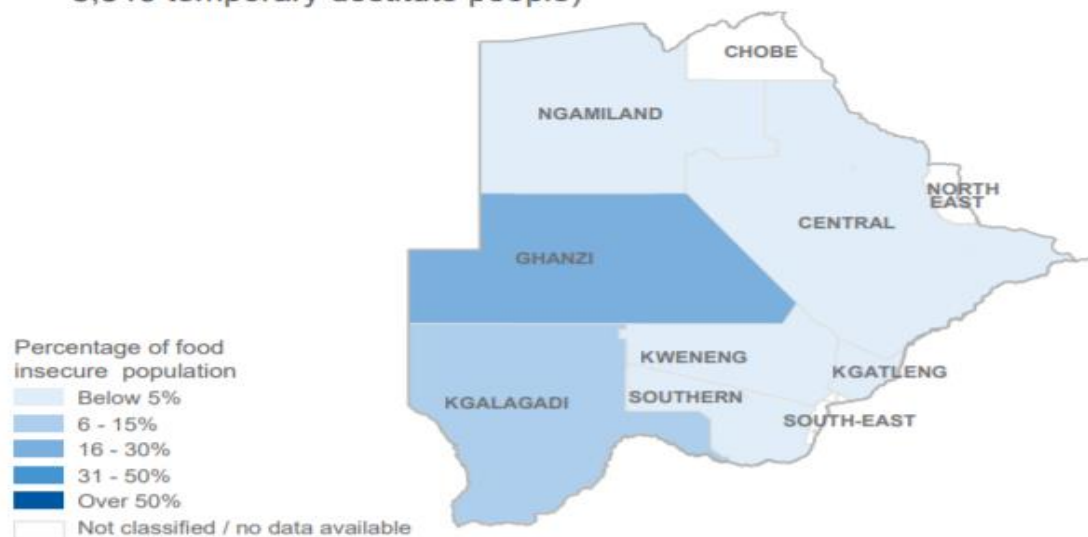 CHOBE
NGAMILAND
NORTH
EAST
CENTRAL
GHANZI
Percentage of food
insecure population
Below 5%
6 - 15%
16 - 30%
31 - 50%
Over 50%
Not classified / no data available
KWENENG
KGATLENG
KGALAGADI
SOUTHERN
SOUTH-EAST